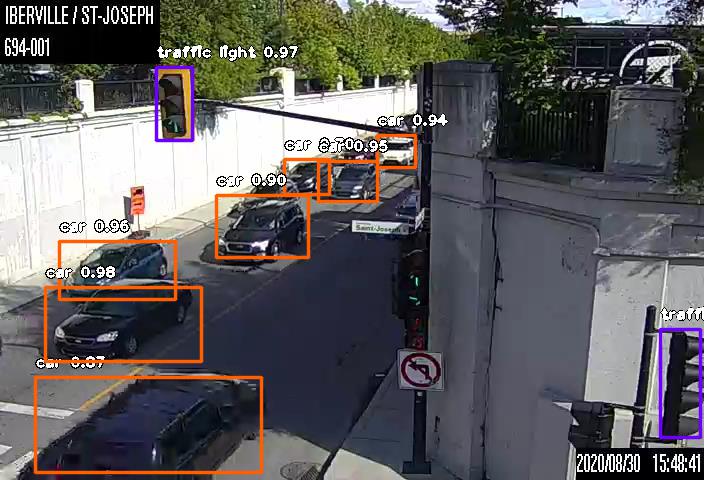 IBERVILLE / ST-JOSEPH
694-001
traffic light 0.97
car 0.94
car 0.95
car 0.90
car 0.96
car 0.98
car 0.87
Saint-Joseph
traffi
2020/08/30 15:48:41